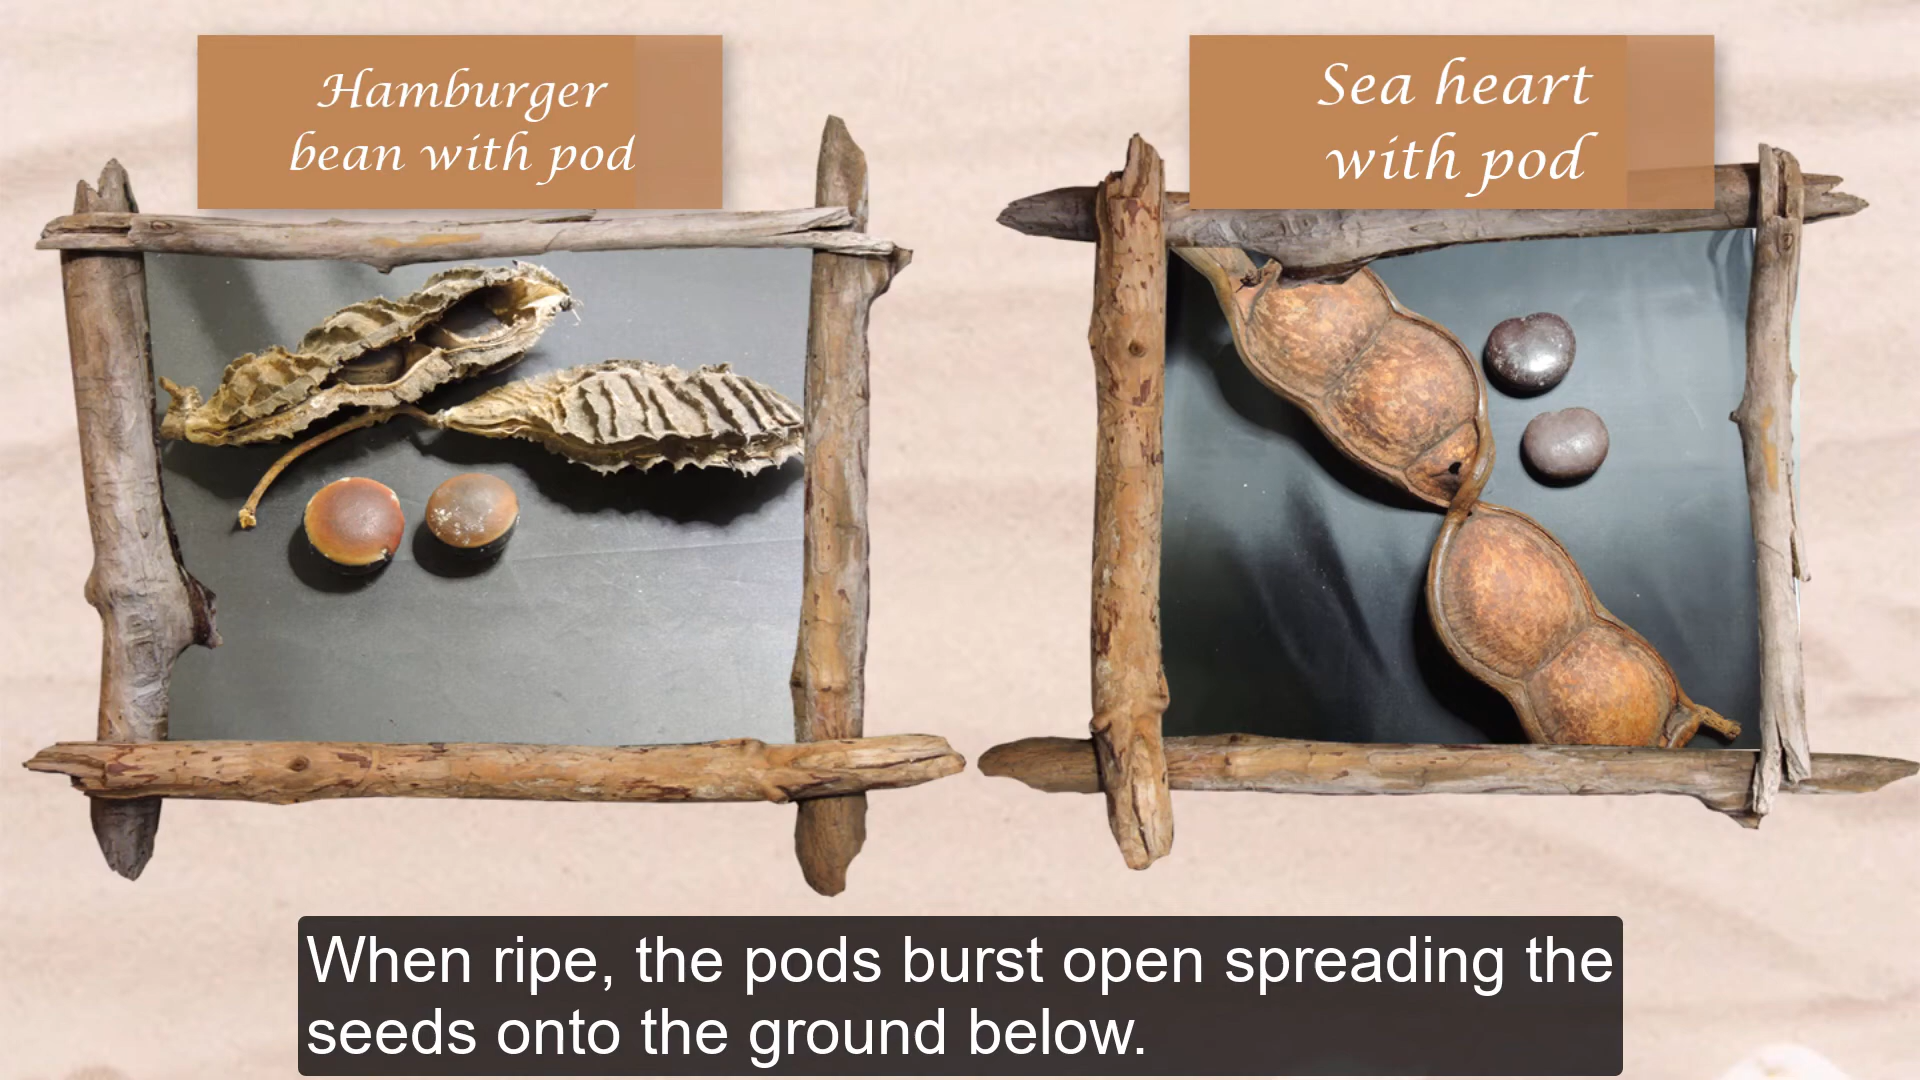 Hamburger
bean with pod
Sea heart
with pod
When ripe, the pods burst open spreading the
seeds onto the ground below.